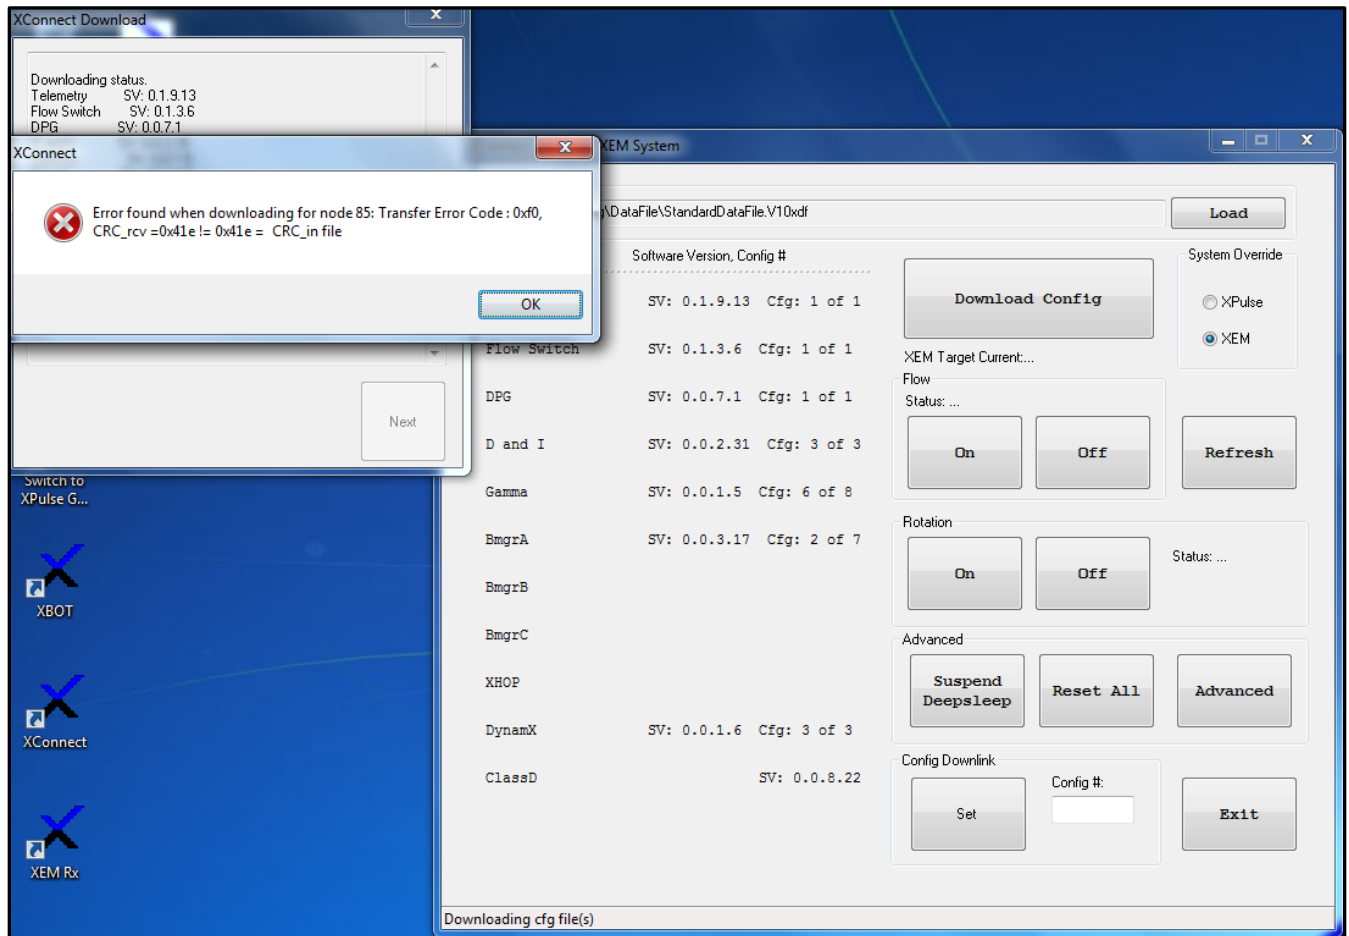 XConnect Download
Downloading status.
Telemetry SV: 0.1.9.13
Flow Switch SV: 0.1.3.6
DPG SV: 0.0.7.1
XConnect
Error found when downloading for node 85: Transfer Error Code : 0xf0,
CRC_rcv =0x41e != 0x41e = CRC_in file
OK
Next
Switch to
XPulse G...
XBOT
XConnect
XEM Rx
XEM System
\DataFile\StandardDataFile.V10xdf
Load
Software Version, Config #
SV: 0.1.9.13 Cfg: 1 of 1
Flow Switch SV: 0.1.3.6 Cfg: 1 of 1
DPG SV: 0.0.7.1 Cfg: 1 of 1
D and I SV: 0.0.2.31 Cfg: 3 of 3
Gamma SV: 0.0.1.5 Cfg: 6 of 8
BmgrA SV: 0.0.3.17 Cfg: 2 of 7
BmgrB
BmgrC
XHOP
DynamX SV: 0.0.1.6 Cfg: 3 of 3
ClassD SV: 0.0.8.22
Download Config
System Override
XPulse
XEM
XEM Target Current:...
Flow
Status: ...
On Off Refresh
Rotation
On Off Status: ...
Advanced
Suspend
Deepsleep
Reset All
Advanced
Config Downlink
Set
Config #:
Exit
Downloading cfg file(s)